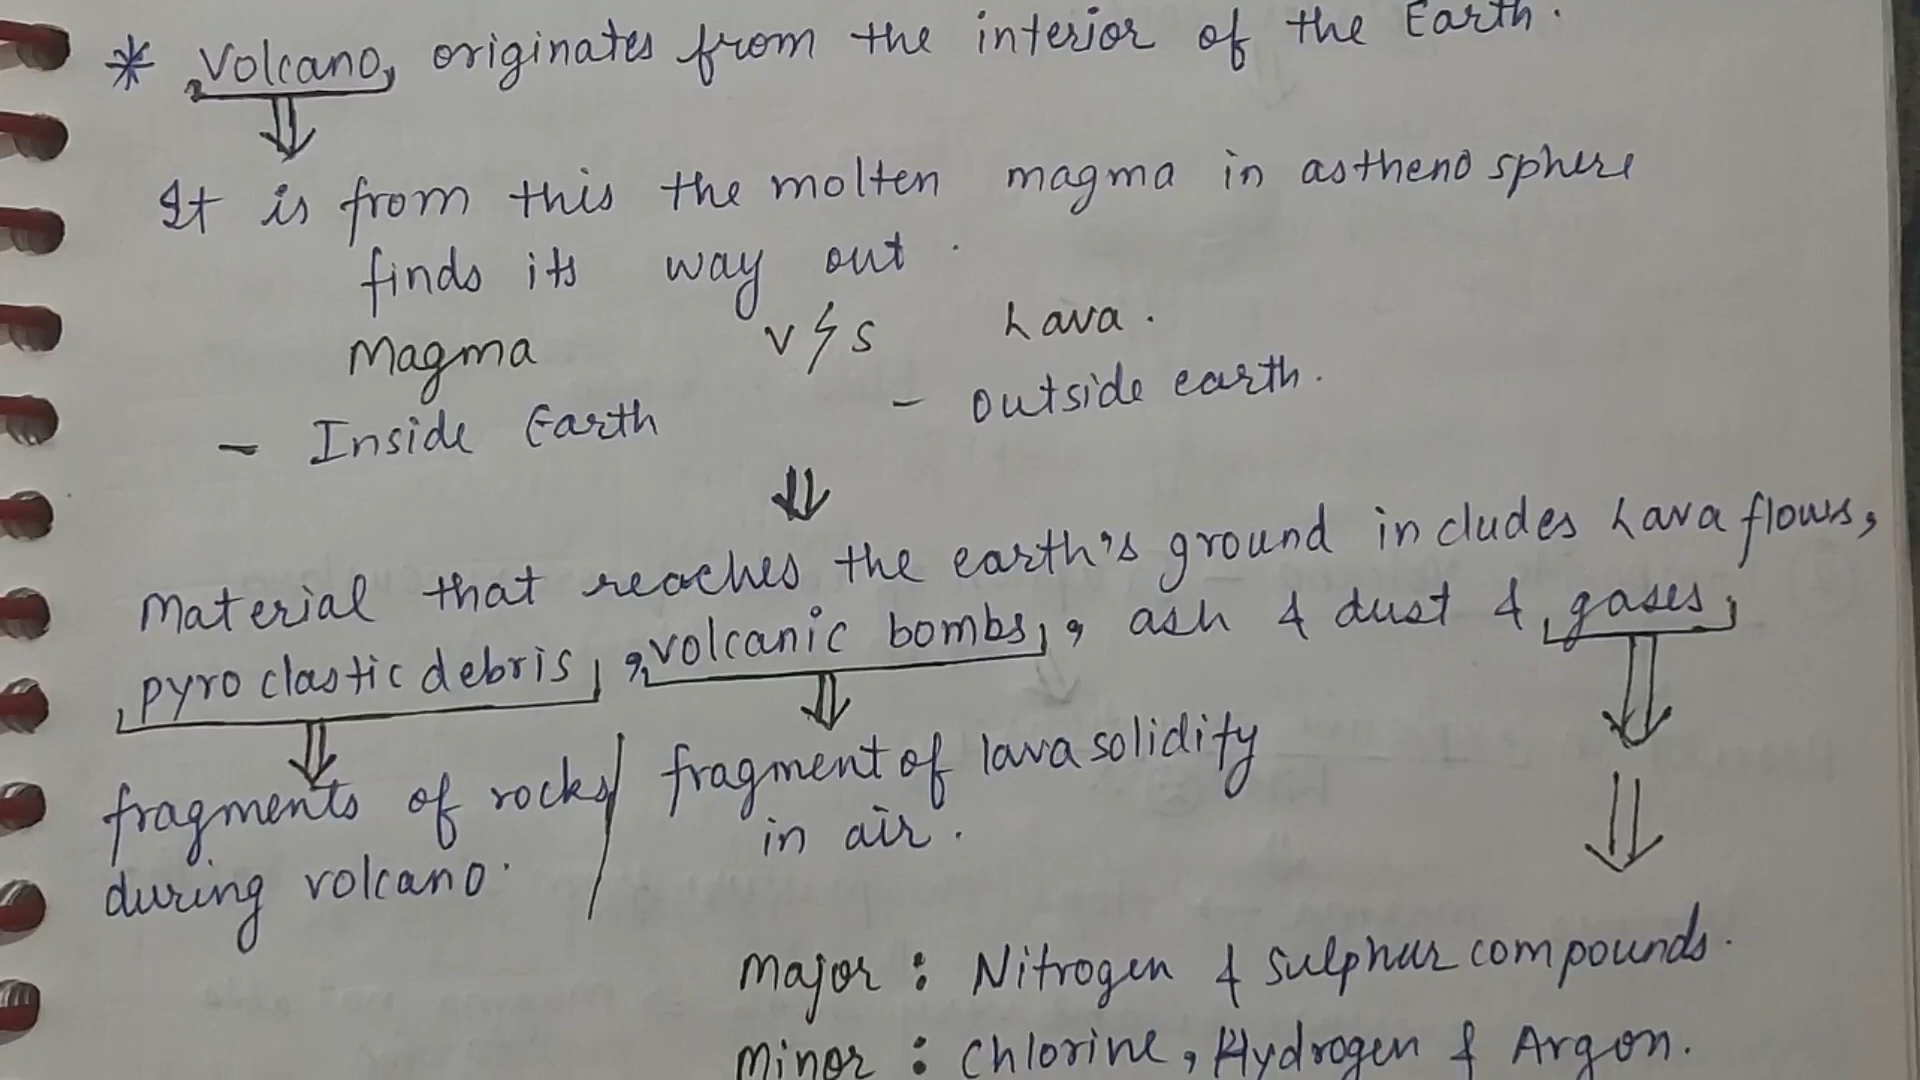 * Volcano, originates from the interior of the Earth.
It is from this the molten magma in asthenosphere
finds its way out.
Magma v/s Lava.
- Inside Earth - outside earth.
Material that reaches the earth's ground includes Lava flows,
pyroclastic debris, volcanic bombs, ash & dust & gases,
fragments of rocks / fragment of lava solidity
during volcano. in air.
Major : Nitrogen & sulphur compounds.
Minor : Chlorine, Hydrogen & Argon.